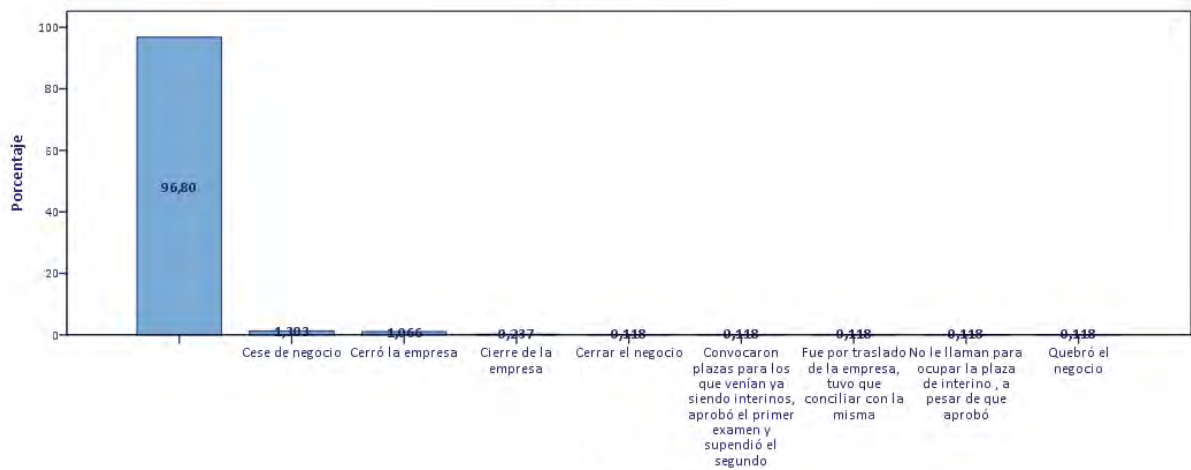 100
80
60
40
20
0
Porcentaje
96,80
1,303
1,066
0,237
0,118
0,118
0,118
0,118
0,118
Cese de negocio
Cerró la empresa
Cierre de la
empresa
Cerrar el negocio
Convocaron
plazas para los
que venían ya
siendo interinos,
aprobó el primer
examen y
supendió el
segundo
Fue por traslado
de la empresa,
tuvo que
conciliar con la
misma
No le llaman para
ocupar la plaza
de interino , a
pesar de que
aprobó
Quebró el
negocio